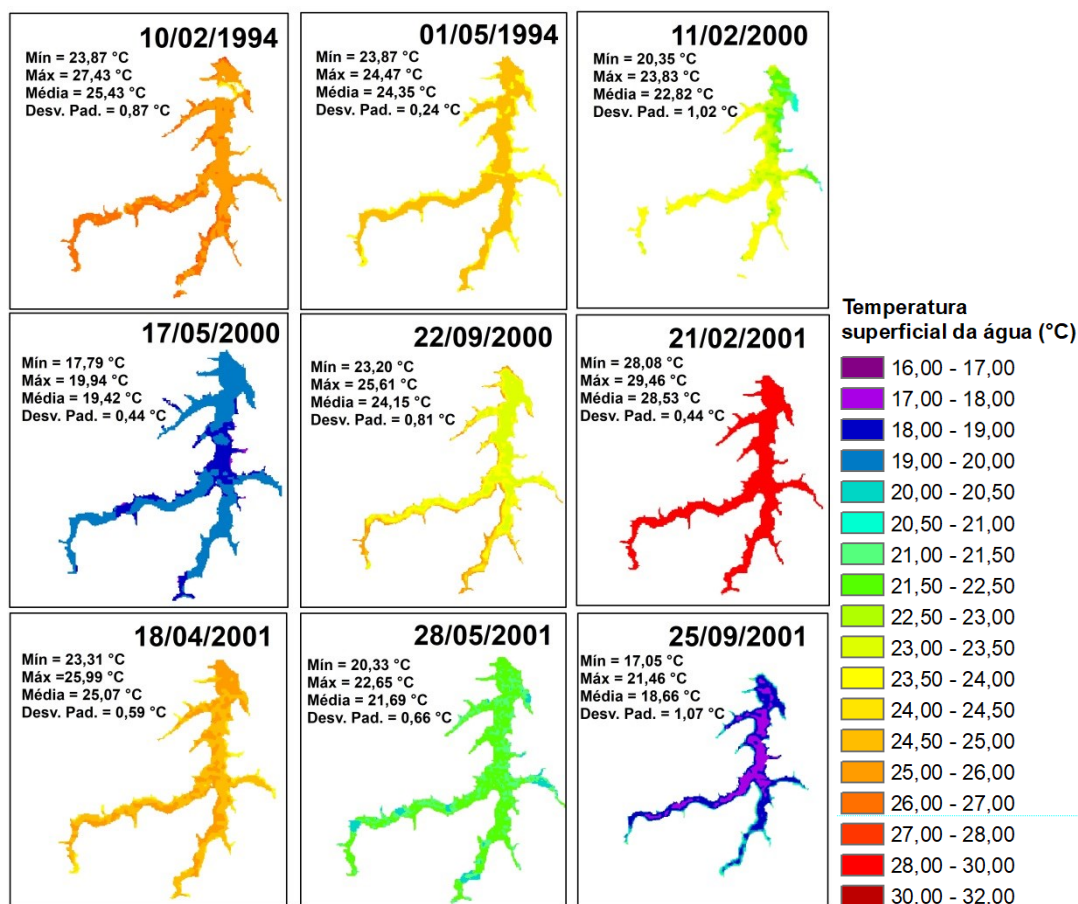 10/02/1994
Mín = 23,87 °C
Máx = 27,43 °C
Média = 25,43 °C
Desv. Pad. = 0,87 °C
01/05/1994
Mín = 23,87 °C
Máx = 24,47 °C
Média = 24,35 °C
Desv. Pad. = 0,24 °C
11/02/2000
Mín = 20,35 °C
Máx = 23,83 °C
Média = 22,82 °C
Desv. Pad. = 1,02 °C
17/05/2000
Mín = 17,79 °C
Máx = 19,94 °C
Média = 19,42 °C
Desv. Pad. = 0,44 °C
22/09/2000
Mín = 23,20 °C
Máx = 25,61 °C
Média = 24,15 °C
Desv. Pad. = 0,81 °C
21/02/2001
Mín = 28,08 °C
Máx = 29,46 °C
Média = 28,53 °C
Desv. Pad. = 0,44 °C
18/04/2001
Mín = 23,31 °C
Máx =25,99 °C
Média = 25,07 °C
Desv. Pad. = 0,59 °C
28/05/2001
Mín = 20,33 °C
Máx = 22,65 °C
Média = 21,69 °C
Desv. Pad. = 0,66 °C
25/09/2001
Mín = 17,05 °C
Máx = 21,46 °C
Média = 18,66 °C
Desv. Pad. = 1,07 °C
Temperatura
superficial da água (°C)
16,00 - 17,00
17,00 - 18,00
18,00 - 19,00
19,00 - 20,00
20,00 - 20,50
20,50 - 21,00
21,00 - 21,50
21,50 - 22,50
22,50 - 23,00
23,00 - 23,50
23,50 - 24,00
24,00 - 24,50
24,50 - 25,00
25,00 - 26,00
26,00 - 27,00
27,00 - 28,00
28,00 - 30,00
30.00 - 32.00